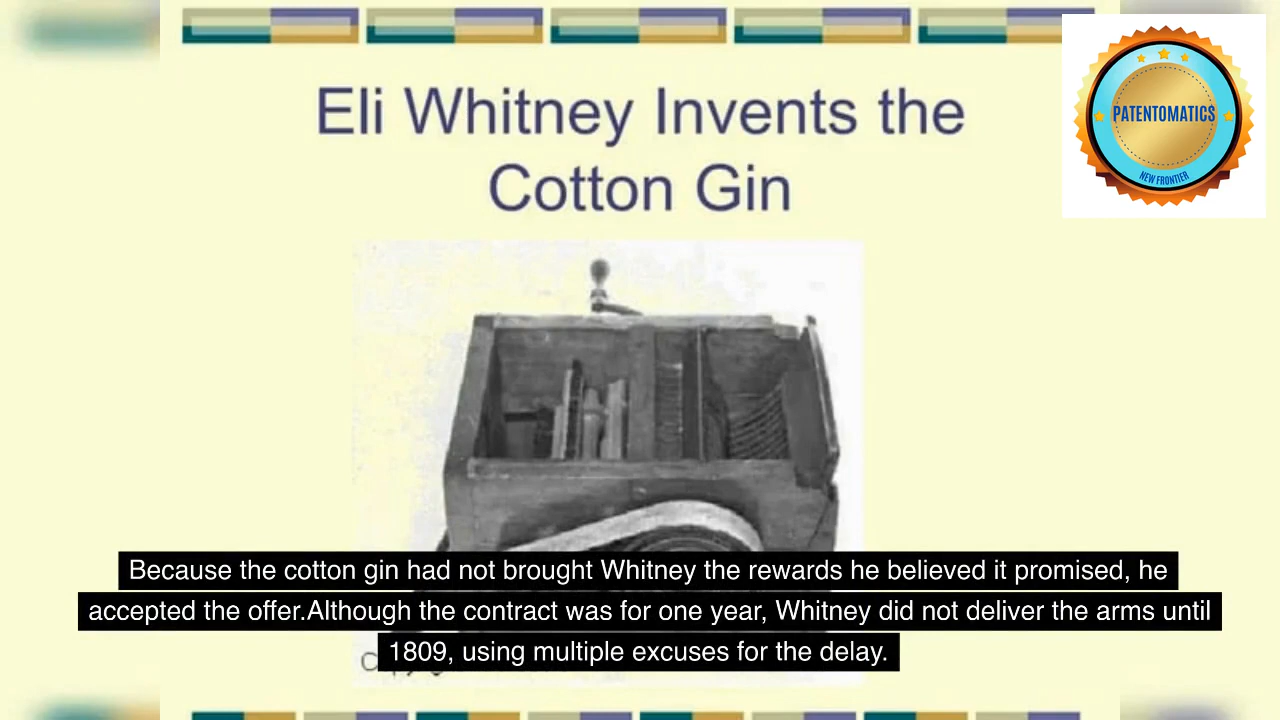 Eli Whitney Invents the
Cotton Gin
PATENTOMATICS
NEW FRONTIER
Because the cotton gin had not brought Whitney the rewards he believed it promised, he
accepted the offer.Although the contract was for one year, Whitney did not deliver the arms until
1809, using multiple excuses for the delay.